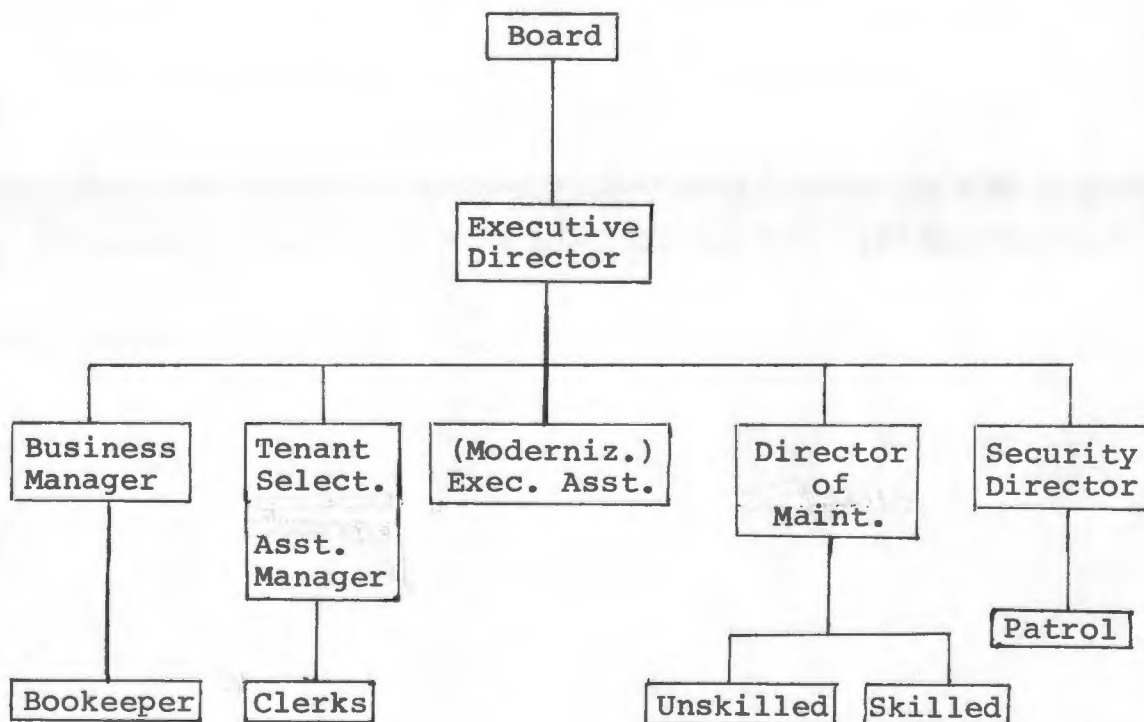 Board
Executive
Director
Business
Manager
Tenant
Select.
Asst.
Manager
(Moderniz.)
Exec. Asst.
Director
of
Maint.
Security
Director
Bookeeper
Clerks
Unskilled
Skilled
Patrol